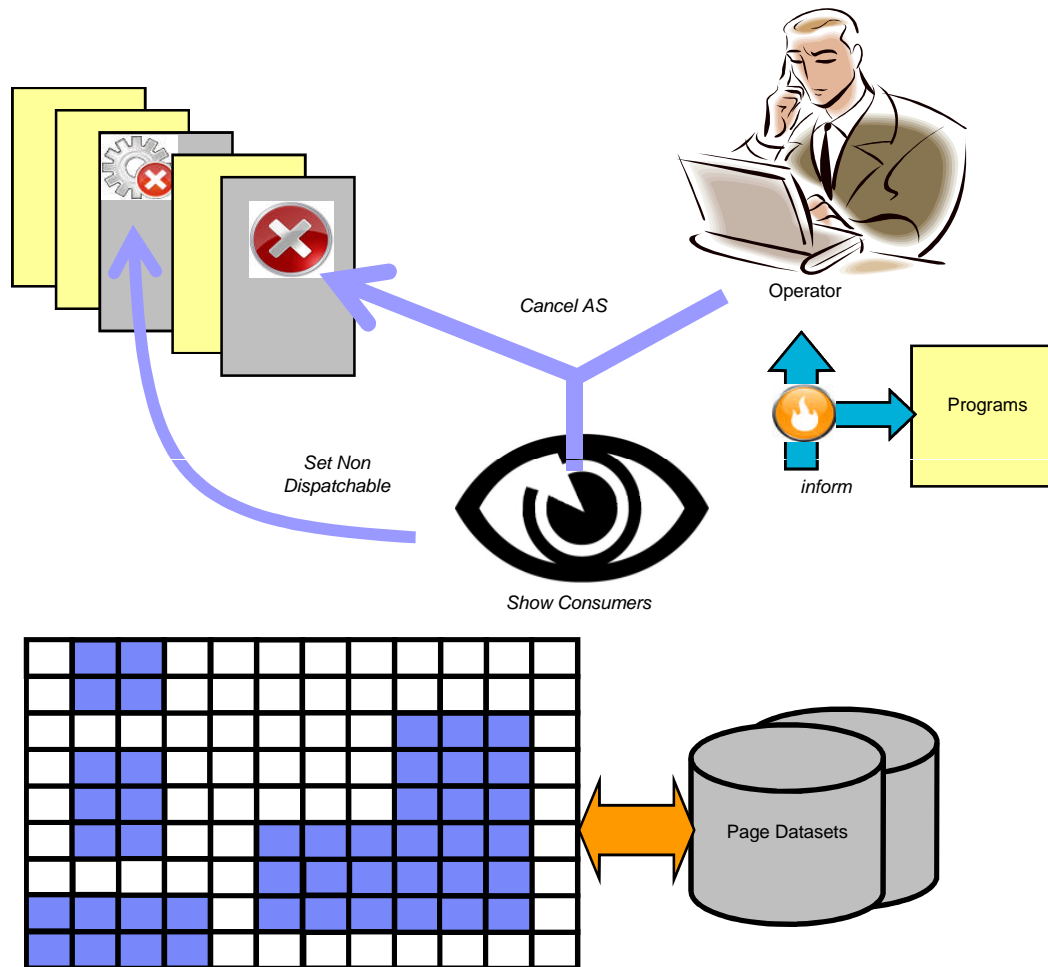 Operator
Cancel AS
Programs
Set Non
Dispatchable
inform
Show Consumers
Page Datasets